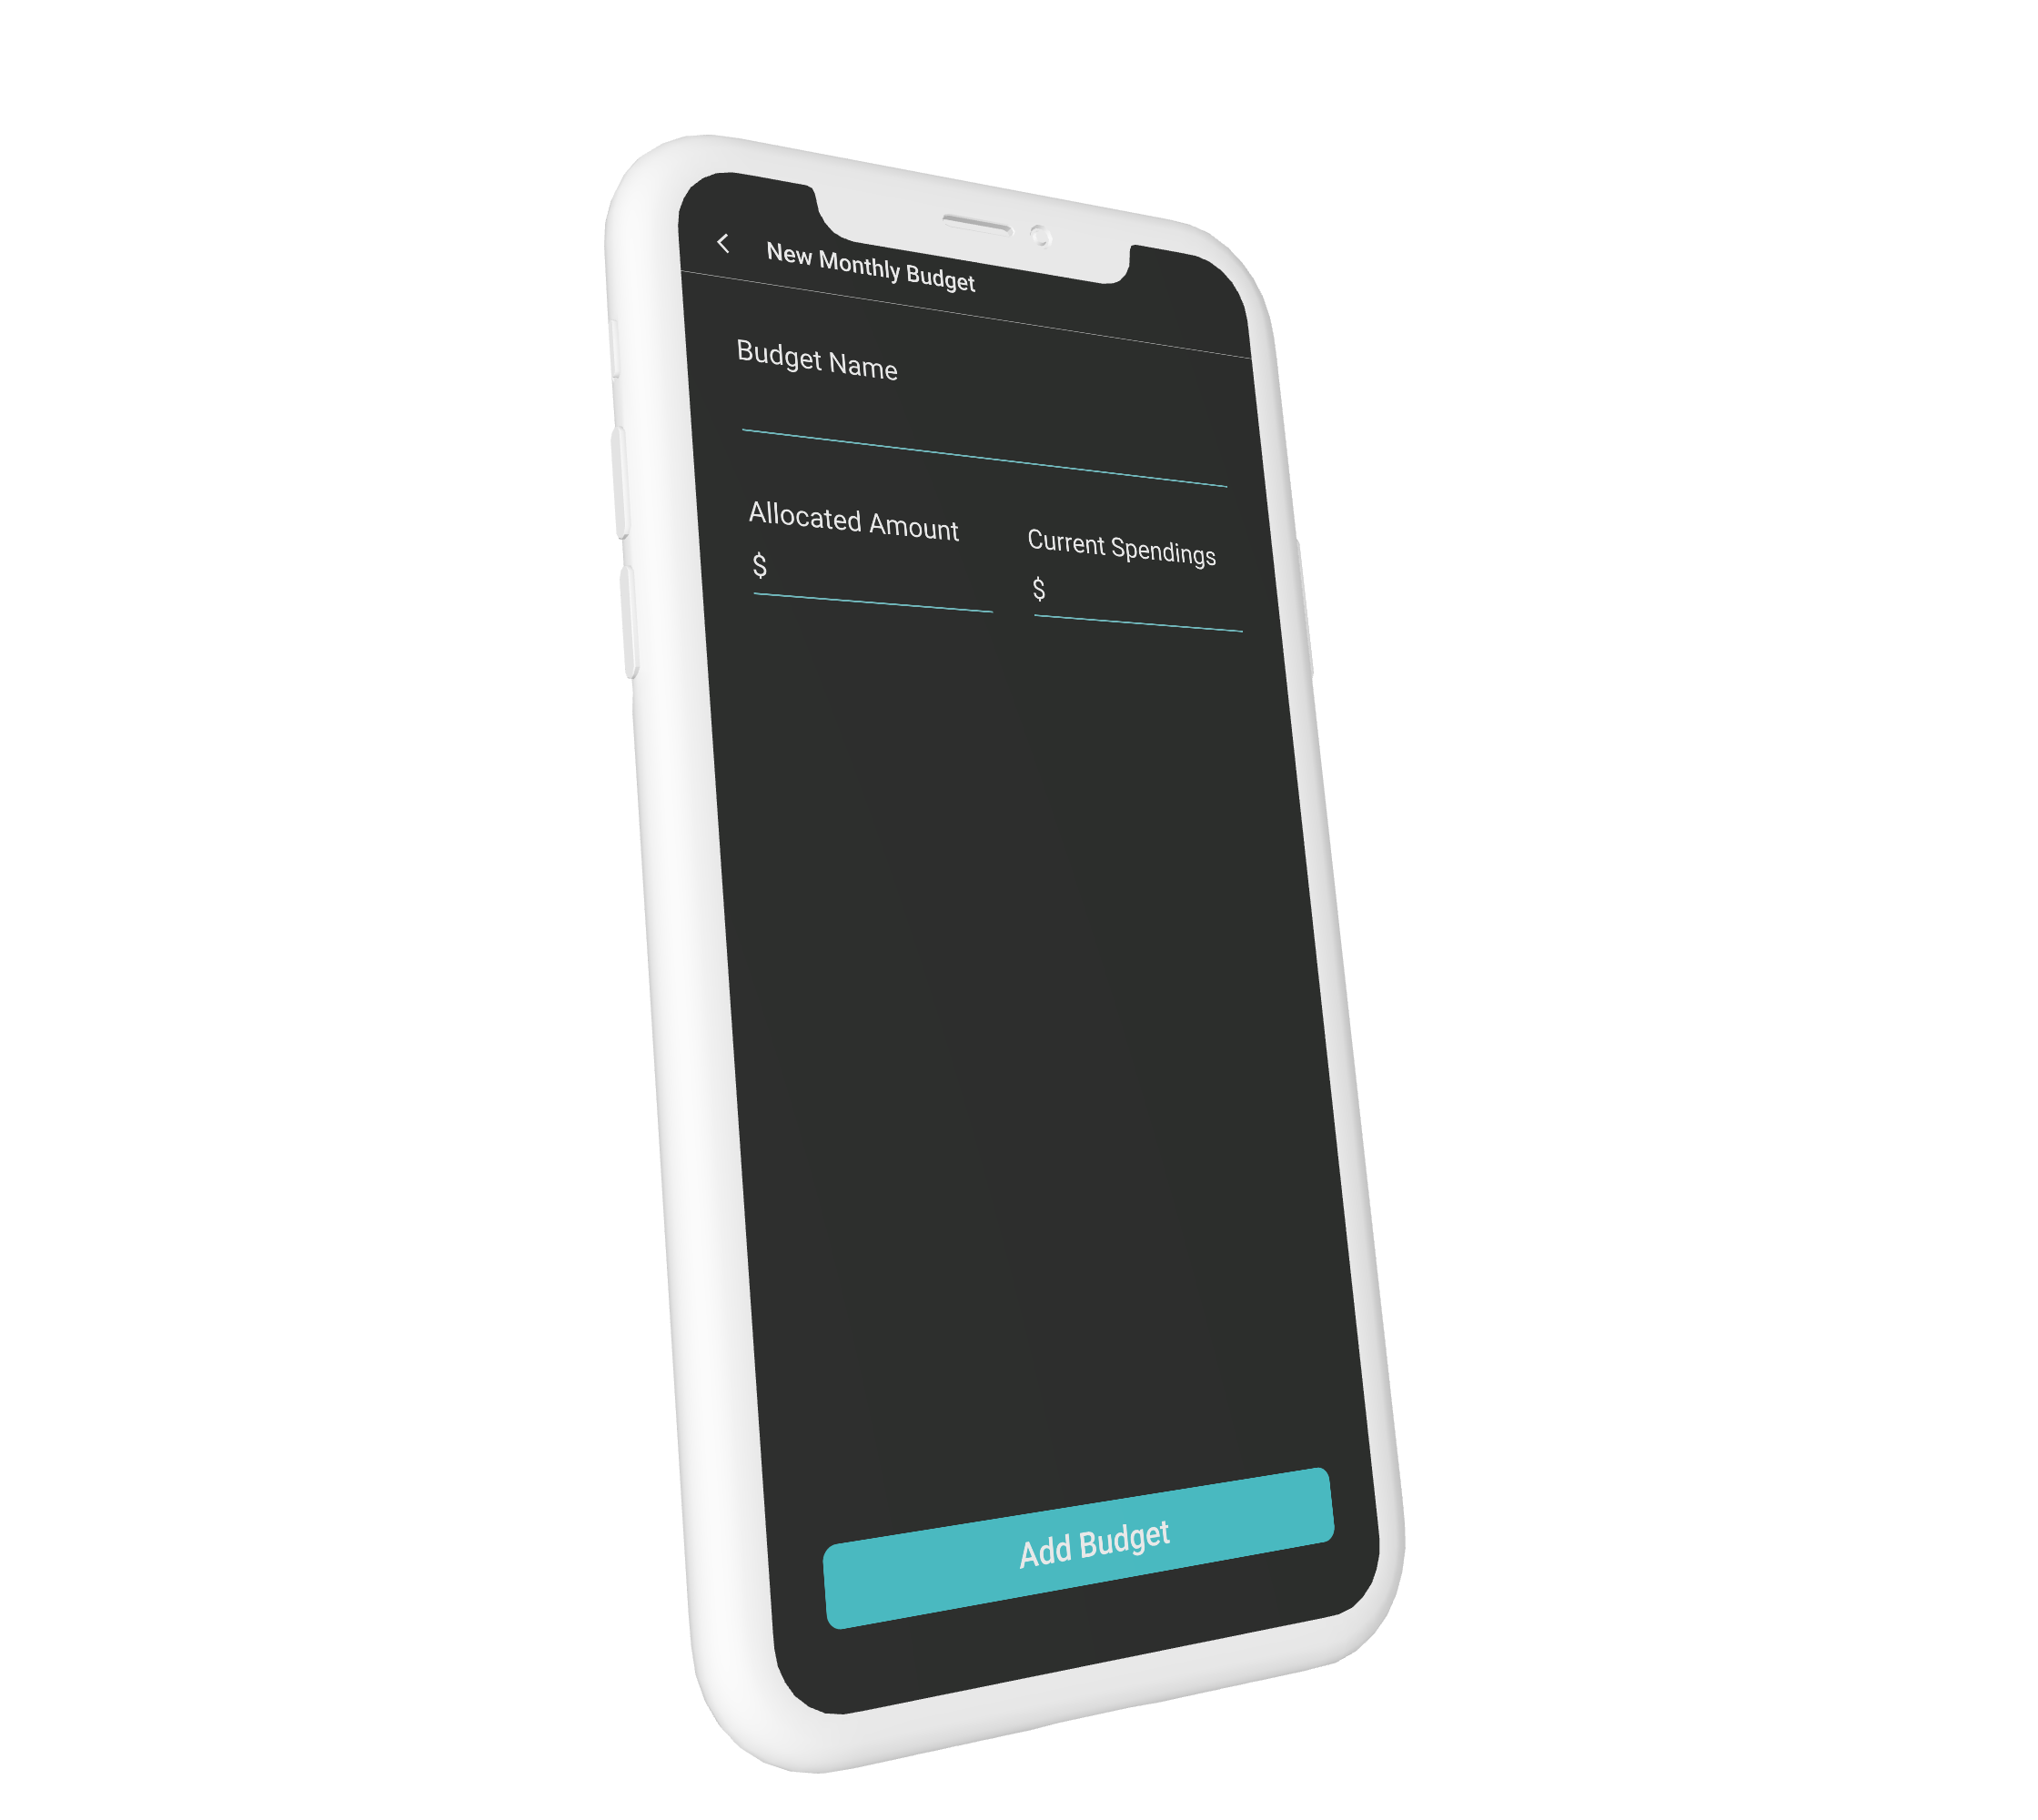 New Monthly Budget
Budget Name
Allocated Amount
Current Spendings
$
$
Add Budget